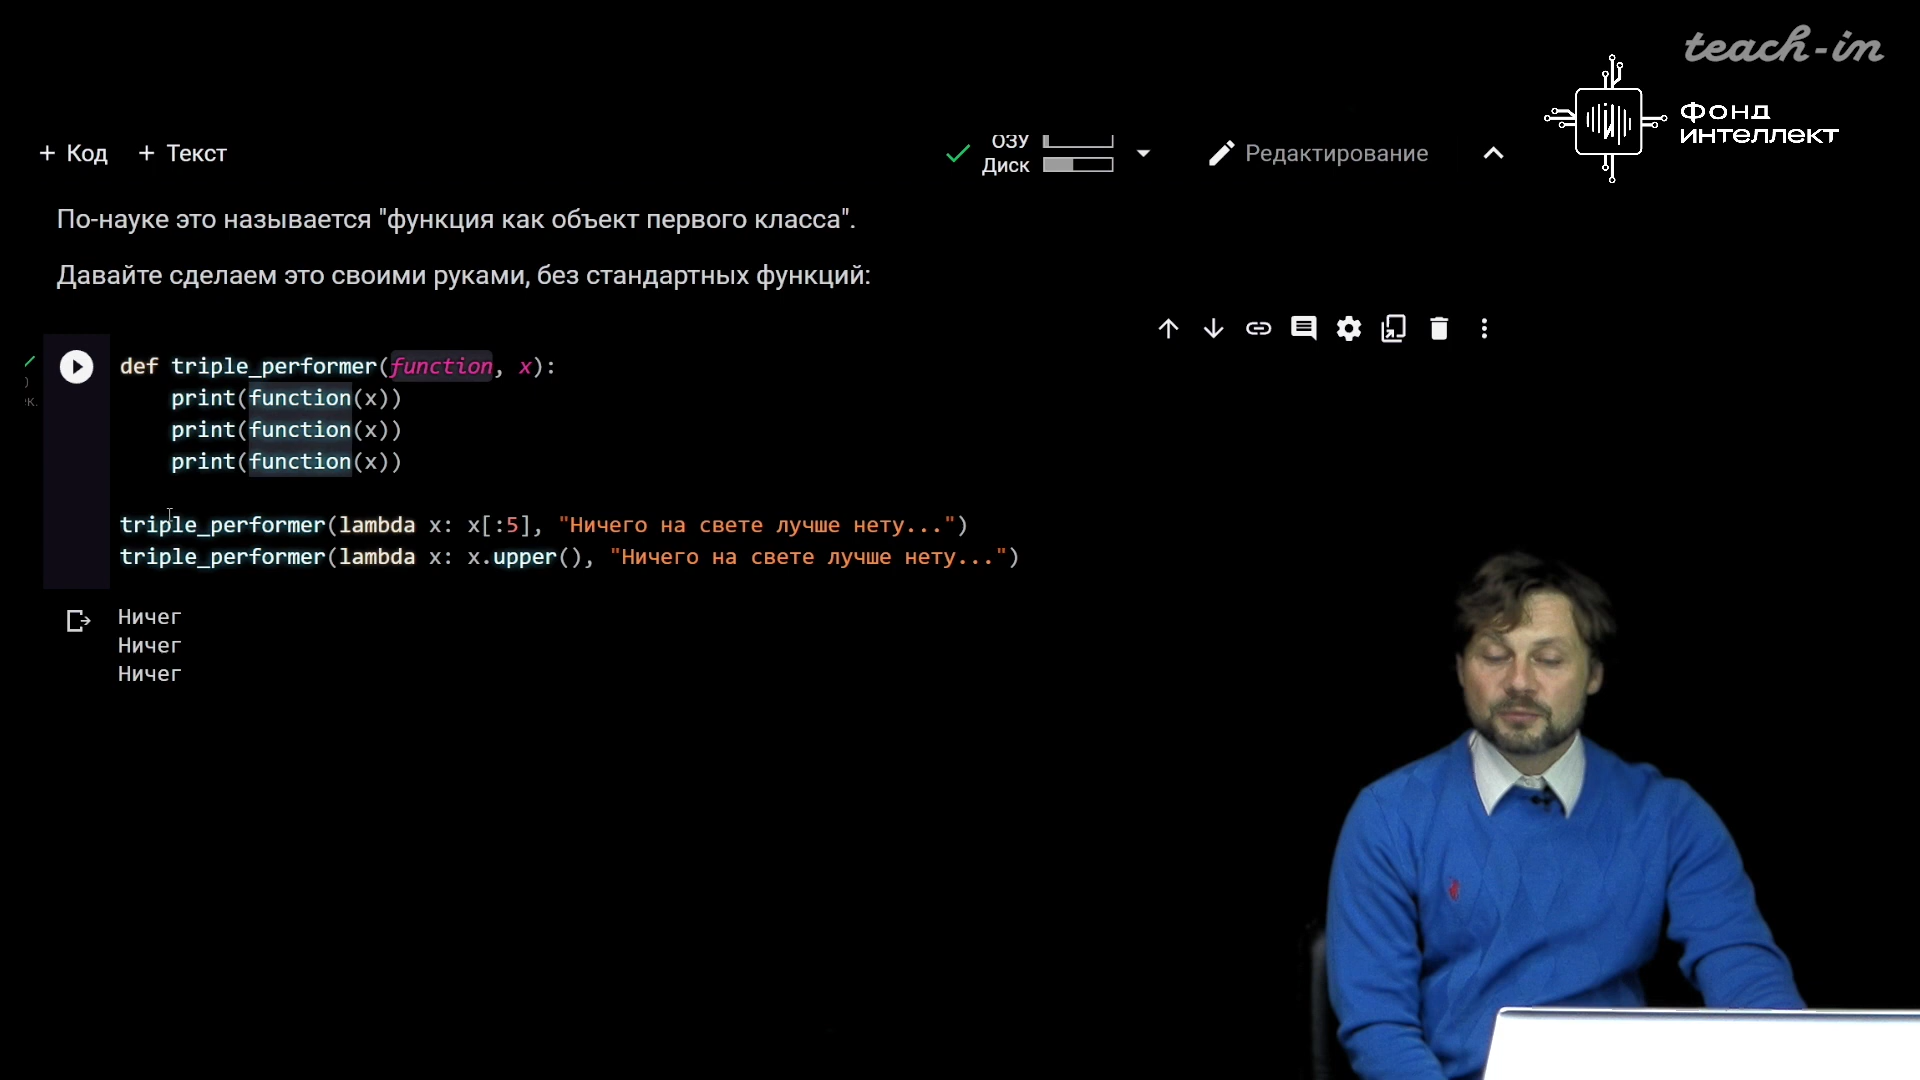 teach-in
Фонд
интеллект
+ Код + Текст
ОЗУ
Диск
Редактирование
По-науке это называется "функция как объект первого класса".
Давайте сделаем это своими руками, без стандартных функций:
def triple_performer(function, x):
    print(function(x))
    print(function(x))
    print(function(x))
triple_performer(lambda x: x[:5], "Ничего на свете лучше нету...")
triple_performer(lambda x: x.upper(), "Ничего на свете лучше нету...")
Ничег
Ничег
Ничег